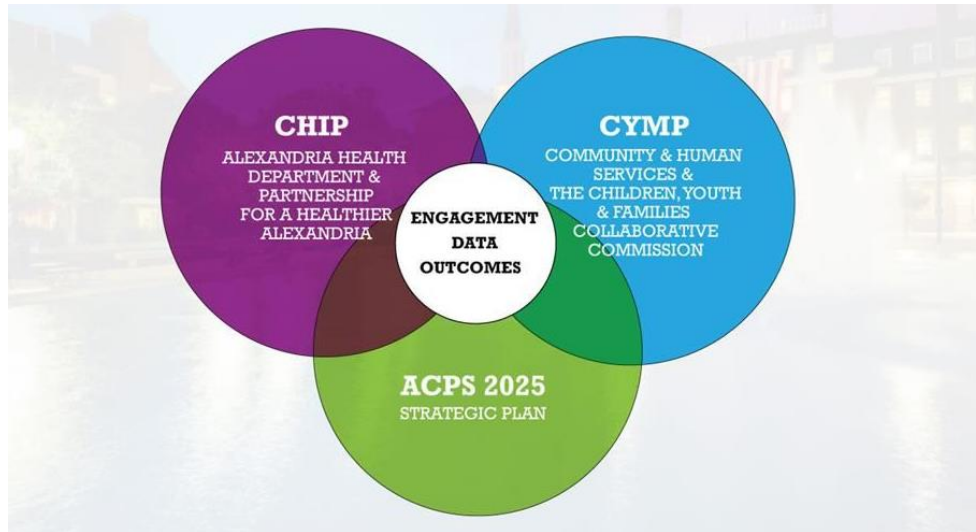 CHIP
ALEXANDRIA HEALTH
DEPARTMENT &
PARTNERSHIP
FOR A HEALTHIER
ALEXANDRIA
CYMP
COMMUNITY & HUMAN
SERVICES &
THE CHILDREN, YOUTH
& FAMILIES
COLLABORATIVE
COMMISSION
ENGAGEMENT
DATA
OUTCOMES
ACPS 2025
STRATEGIC PLAN